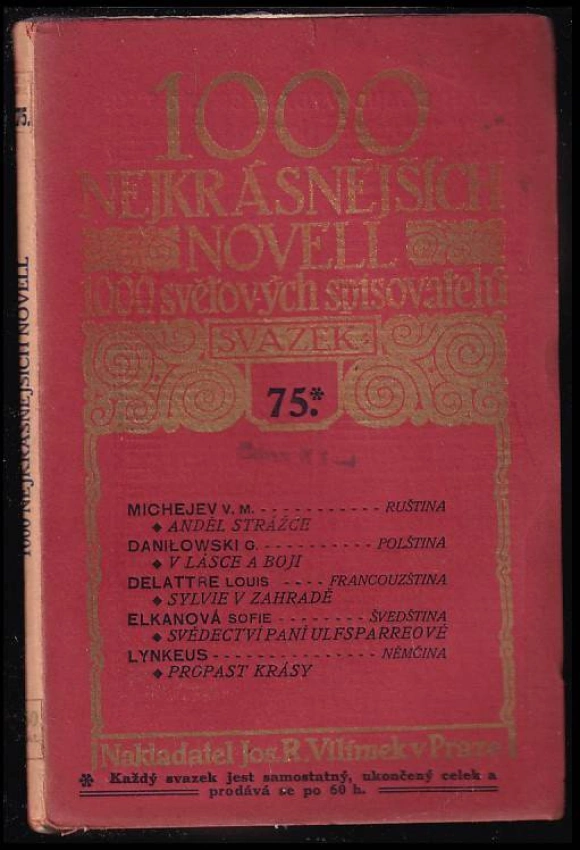 1000
NEJKRÁSNĚJŠÍCH
NOVELL
1000 světových spisovatelů
SVAZEK:
75.*
MICHEJEV V. M. - - - - - - - - - - - RUŠTINA
◆ ANDĚL STRÁŽCE
DANIŁOWSKI G. - - - - - - - - - - POLŠTINA
◆ V LÁSCE A BOJI
DELATTRE LOUIS - - - - FRANCOUZŠTINA
◆ SYLVIE V ZAHRADĚ
ELKANOVÁ SOFIE - - - - - - - - ŠVEDŠTINA
◆ SVĚDECTVÍ PANÍ ULFSPARREOVÉ
LYNKEUS - - - - - - - - - - - - - - NĚMČINA
◆ PROPAST KRÁSY
Nakladatel Jos. R. Vilímek v Praze
* Každý svazek jest samostatný, ukončený celek a
prodává se po 60 h.
75.
1000 NEJKRÁSNĚJŠÍCH NOVELL